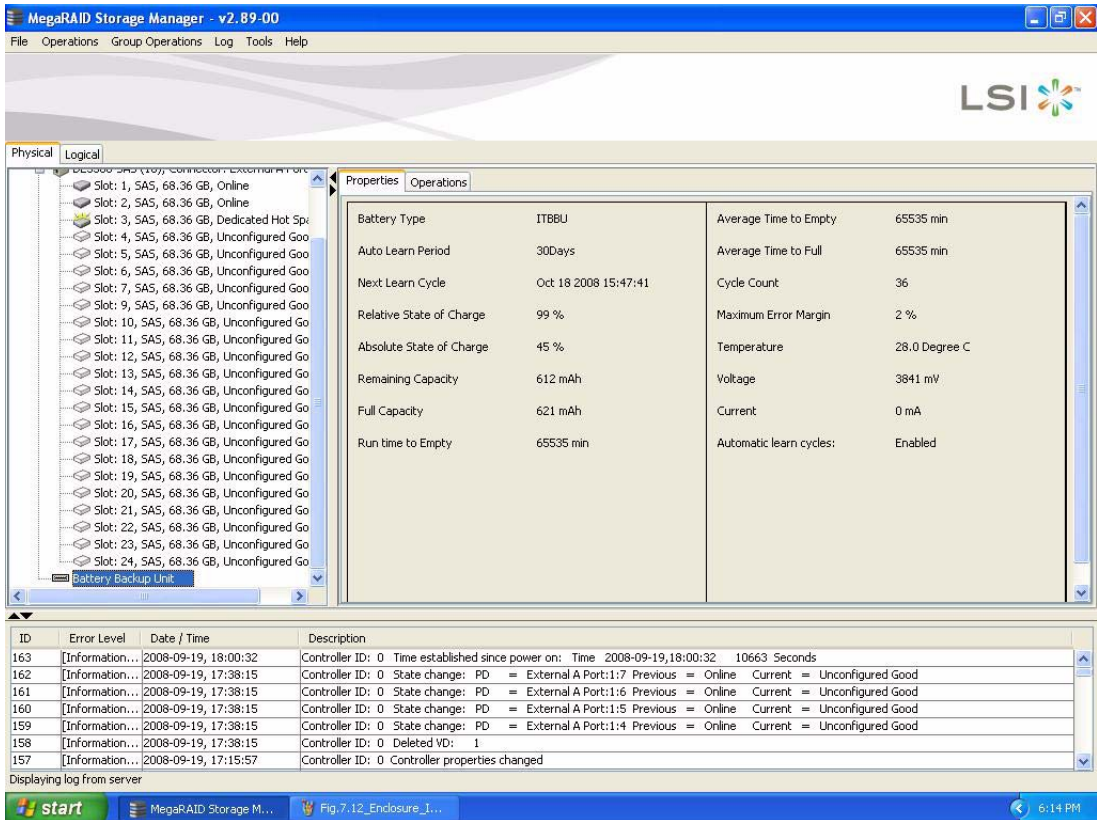 MegaRAID Storage Manager - v2.89-00
File Operations Group Operations Log Tools Help
LSI
Physical Logical
Slot: 1, SAS, 68.36 GB, Online
Slot: 2, SAS, 68.36 GB, Online
Slot: 3, SAS, 68.36 GB, Dedicated Hot Spa
Slot: 4, SAS, 68.36 GB, Unconfigured Goo
Slot: 5, SAS, 68.36 GB, Unconfigured Goo
Slot: 6, SAS, 68.36 GB, Unconfigured Goo
Slot: 7, SAS, 68.36 GB, Unconfigured Goo
Slot: 9, SAS, 68.36 GB, Unconfigured Goo
Slot: 10, SAS, 68.36 GB, Unconfigured Go
Slot: 11, SAS, 68.36 GB, Unconfigured Go
Slot: 12, SAS, 68.36 GB, Unconfigured Go
Slot: 13, SAS, 68.36 GB, Unconfigured Go
Slot: 14, SAS, 68.36 GB, Unconfigured Go
Slot: 15, SAS, 68.36 GB, Unconfigured Go
Slot: 16, SAS, 68.36 GB, Unconfigured Go
Slot: 17, SAS, 68.36 GB, Unconfigured Go
Slot: 18, SAS, 68.36 GB, Unconfigured Go
Slot: 19, SAS, 68.36 GB, Unconfigured Go
Slot: 20, SAS, 68.36 GB, Unconfigured Go
Slot: 21, SAS, 68.36 GB, Unconfigured Go
Slot: 22, SAS, 68.36 GB, Unconfigured Go
Slot: 23, SAS, 68.36 GB, Unconfigured Go
Slot: 24, SAS, 68.36 GB, Unconfigured Go
Battery Backup Unit
Properties Operations
Battery Type ITBBU Average Time to Empty 65535 min
Auto Learn Period 30Days Average Time to Full 65535 min
Next Learn Cycle Oct 18 2008 15:47:41 Cycle Count 36
Relative State of Charge 99 % Maximum Error Margin 2 %
Absolute State of Charge 45 % Temperature 28.0 Degree C
Remaining Capacity 612 mAh Voltage 3841 mV
Full Capacity 621 mAh Current 0 mA
Run time to Empty 65535 min Automatic learn cycles: Enabled
ID Error Level Date / Time Description
163 [Information... 2008-09-19, 18:00:32 Controller ID: 0 Time established since power on: Time 2008-09-19,18:00:32 10663 Seconds
162 [Information... 2008-09-19, 17:38:15 Controller ID: 0 State change: PD = External A Port:1:7 Previous = Online Current = Unconfigured Good
161 [Information... 2008-09-19, 17:38:15 Controller ID: 0 State change: PD = External A Port:1:6 Previous = Online Current = Unconfigured Good
160 [Information... 2008-09-19, 17:38:15 Controller ID: 0 State change: PD = External A Port:1:5 Previous = Online Current = Unconfigured Good
159 [Information... 2008-09-19, 17:38:15 Controller ID: 0 State change: PD = External A Port:1:4 Previous = Online Current = Unconfigured Good
158 [Information... 2008-09-19, 17:38:15 Controller ID: 0 Deleted VD: 1
157 [Information... 2008-09-19, 17:15:57 Controller ID: 0 Controller properties changed
Displaying log from server
start MegaRAID Storage M... Fig.7.12_Enclosure_I... 6:14 PM